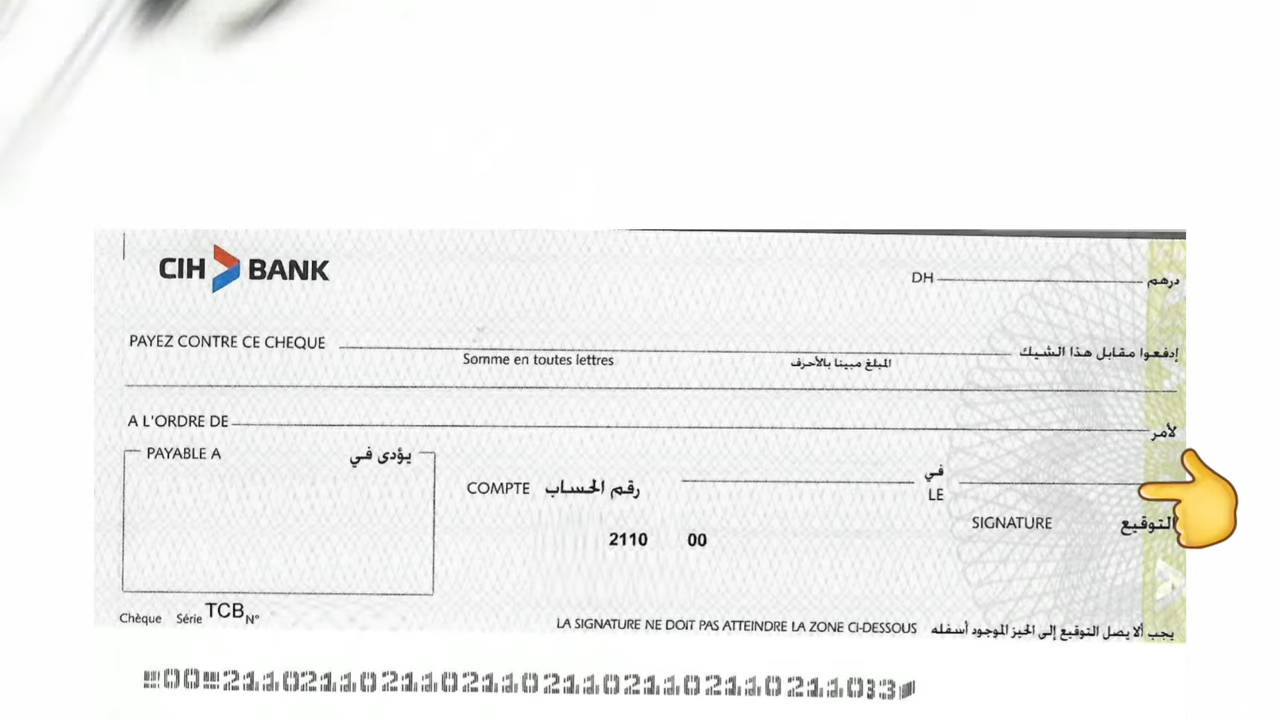 CIH BANK
DH درهم
PAYEZ CONTRE CE CHEQUE إدفعوا مقابل هذا الشيك
Somme en toutes lettres المبلغ مبينا بالأحرف
A L'ORDRE DE لأمر
PAYABLE A يؤدى في
في
COMPTE رقم الحساب
LE
SIGNATURE التوقيع
2110 00
Chèque Série TCB N°
LA SIGNATURE NE DOIT PAS ATTEINDRE LA ZONE CI-DESSOUS يجب ألا يصل التوقيع إلى الحيز الموجود أسفله